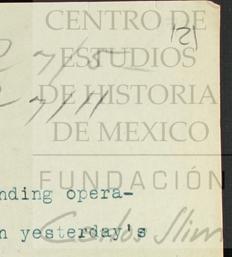 CENTRO DE
ESTUDIOS
DE HISTORIA
DE MEXICO
FUNDACIÓN
nding opera-
n yesterday's
Carlos Slim